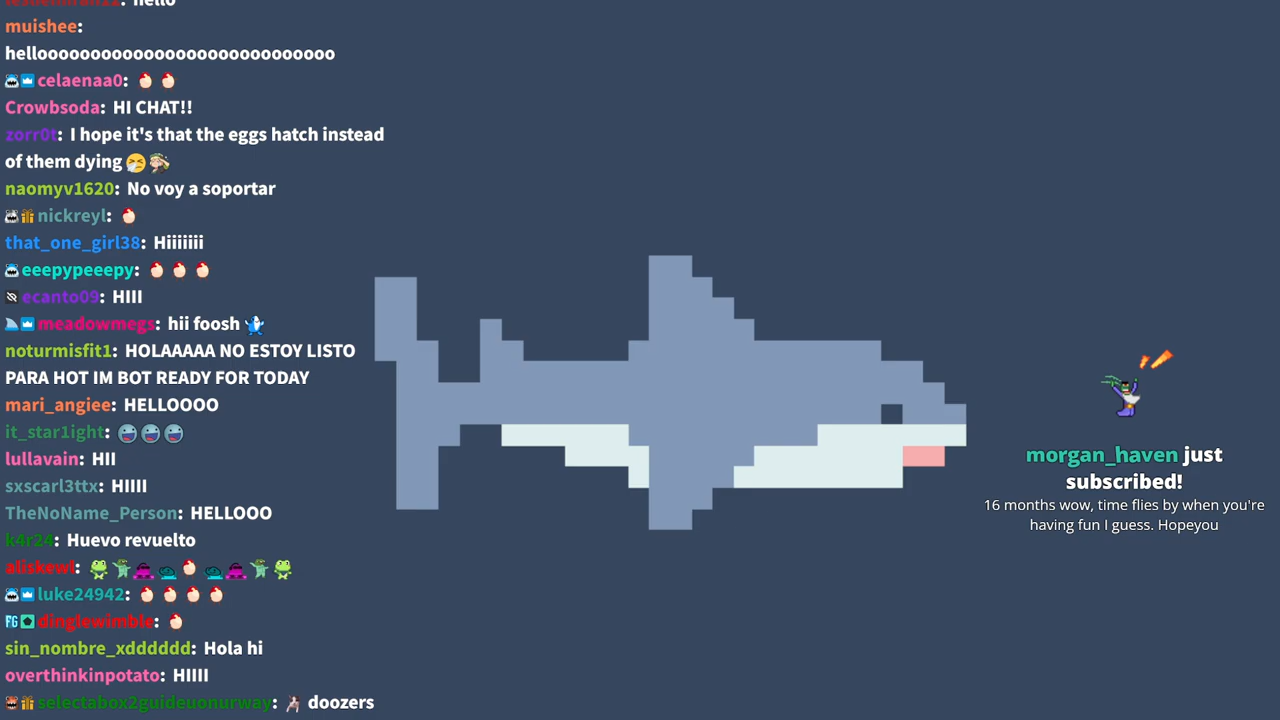 hello
muishee:
hellooooooooooooooooooooooooooo
celaenaa0:
Crowbsoda: HI CHAT!!
zorr0t: I hope it's that the eggs hatch instead
of them dying
naomyv1620: No voy a soportar
nickreyl:
that_one_girl38: Hiiiiiii
eeepypeeepy:
ecanto09: HIII
meadowmegs: hii foosh
noturmisfit1: HOLAAAAA NO ESTOY LISTO
PARA HOT IM BOT READY FOR TODAY
mari_angiee: HELLOOOO
it_star1ight:
lullavain: HII
sxscarl3ttx: HIIII
TheNoName_Person: HELLOOO
k4r24: Huevo revuelto
aliskewl:
luke24942:
FG dinglewimble:
sin_nombre_xdddddd: Hola hi
overthinkinpotato: HIIII
selectabox2guideuonurway: doozers
morgan_haven just
subscribed!
16 months wow, time flies by when you're
having fun I guess. Hopeyou